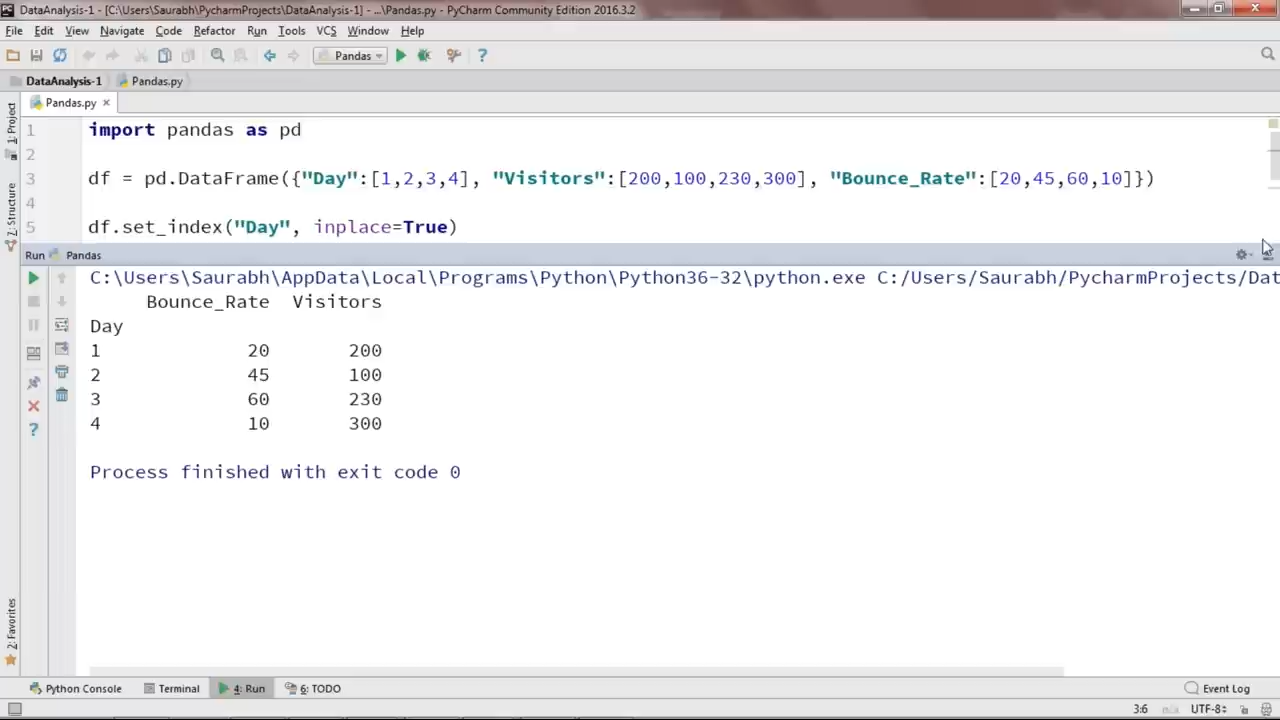 DataAnalysis-1 - [C:\Users\Saurabh\PycharmProjects\DataAnalysis-1] - ...\Pandas.py - PyCharm Community Edition 2016.3.2
File Edit View Navigate Code Refactor Run Tools VCS Window Help
Pandas
DataAnalysis-1 Pandas.py
Pandas.py
1: Project
2: Structure
2: Favorites
1 import pandas as pd
2
3 df = pd.DataFrame({"Day":[1,2,3,4], "Visitors":[200,100,230,300], "Bounce_Rate":[20,45,60,10]})
4
5 df.set_index("Day", inplace=True)
Run Pandas
C:\Users\Saurabh\AppData\Local\Programs\Python\Python36-32\python.exe C:/Users/Saurabh/PycharmProjects/Dat
Bounce_Rate Visitors
Day
1 20 200
2 45 100
3 60 230
4 10 300
Process finished with exit code 0
Python Console Terminal 4: Run 6: TODO Event Log
3:6 UTF-8